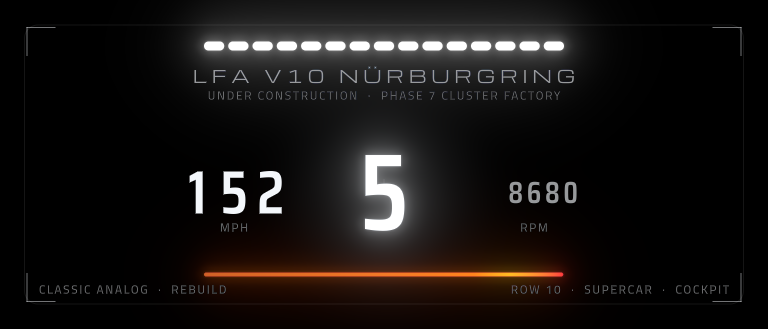 LFA V10 NÜRBURGRING
UNDER CONSTRUCTION · PHASE 7 CLUSTER FACTORY
152
MPH
5
8680
RPM
CLASSIC ANALOG · REBUILD
ROW 10 · SUPERCAR · COCKPIT